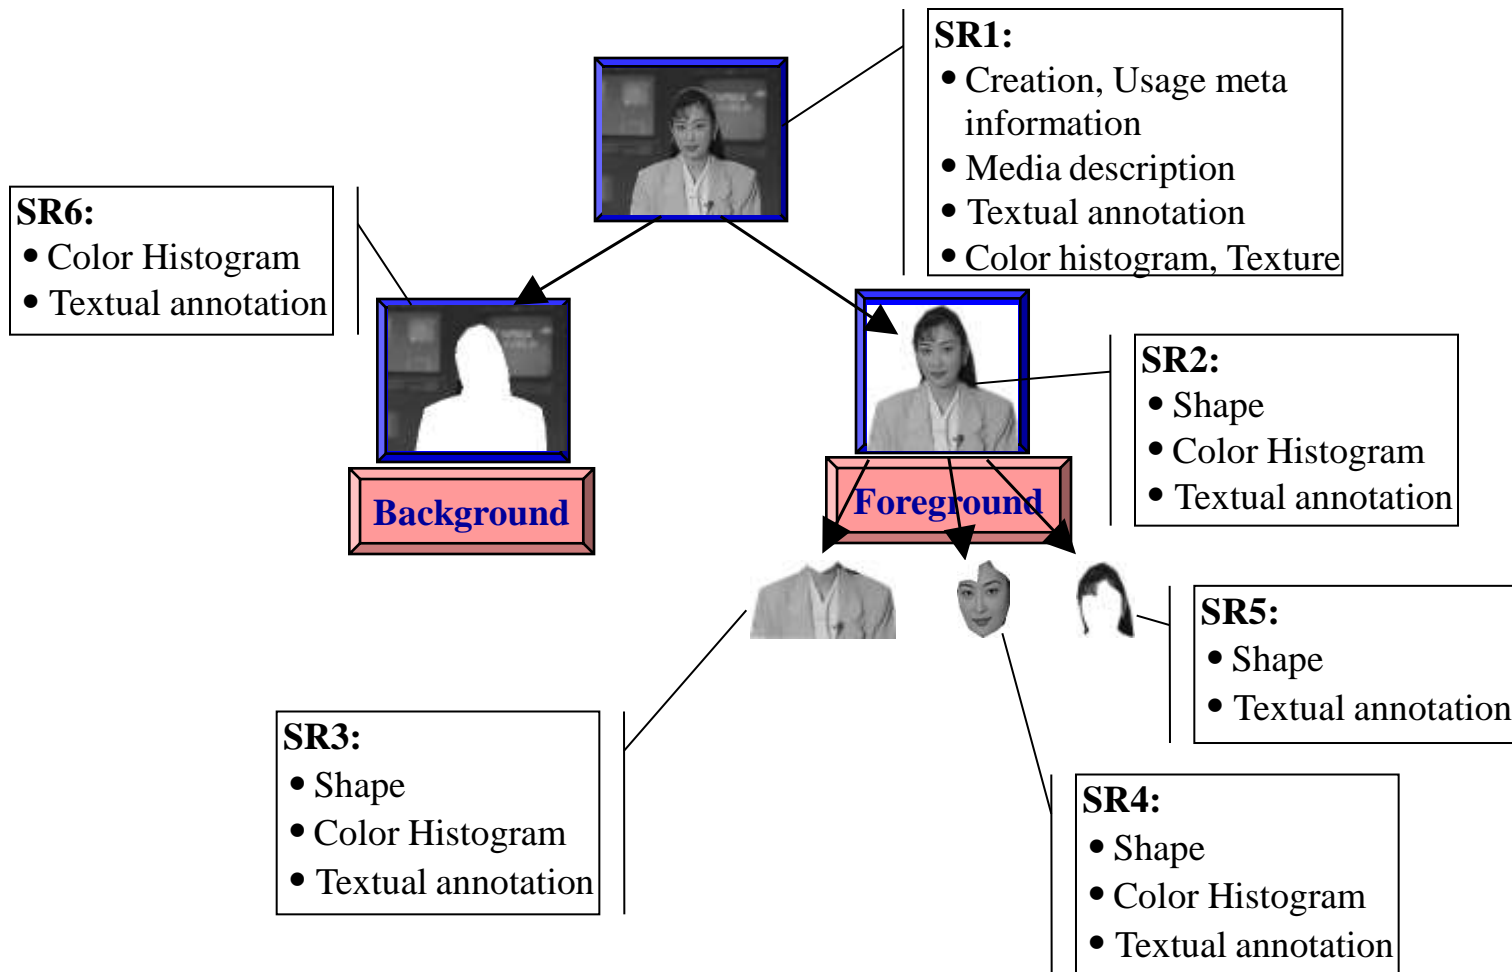 SR1:
• Creation, Usage meta
information
• Media description
• Textual annotation
• Color histogram, Texture
SR6:
• Color Histogram
• Textual annotation
SR2:
• Shape
• Color Histogram
• Textual annotation
Background
Foreground
SR5:
• Shape
• Textual annotation
SR3:
• Shape
• Color Histogram
• Textual annotation
SR4:
• Shape
• Color Histogram
• Textual annotation